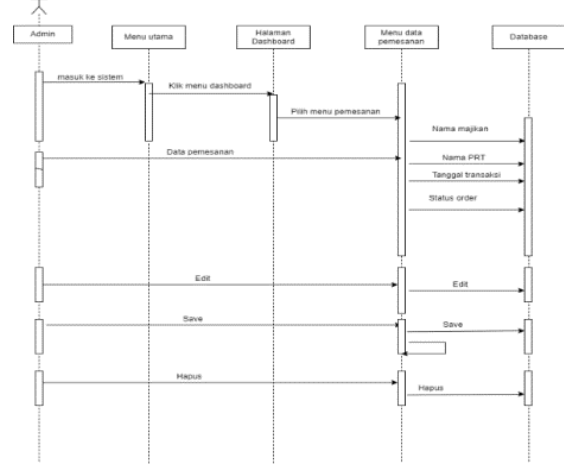 Admin
Menu utama
Halaman
Dashboard
Menu data
pemesanan
Database
masuk ke sistem
Klik menu dashboard
Pilih menu pemesanan
Nama majikan
Data pemesanan
Nama PRT
Tanggal transaksi
Status order
Edit
Edit
Save
Save
Hapus
Hapus